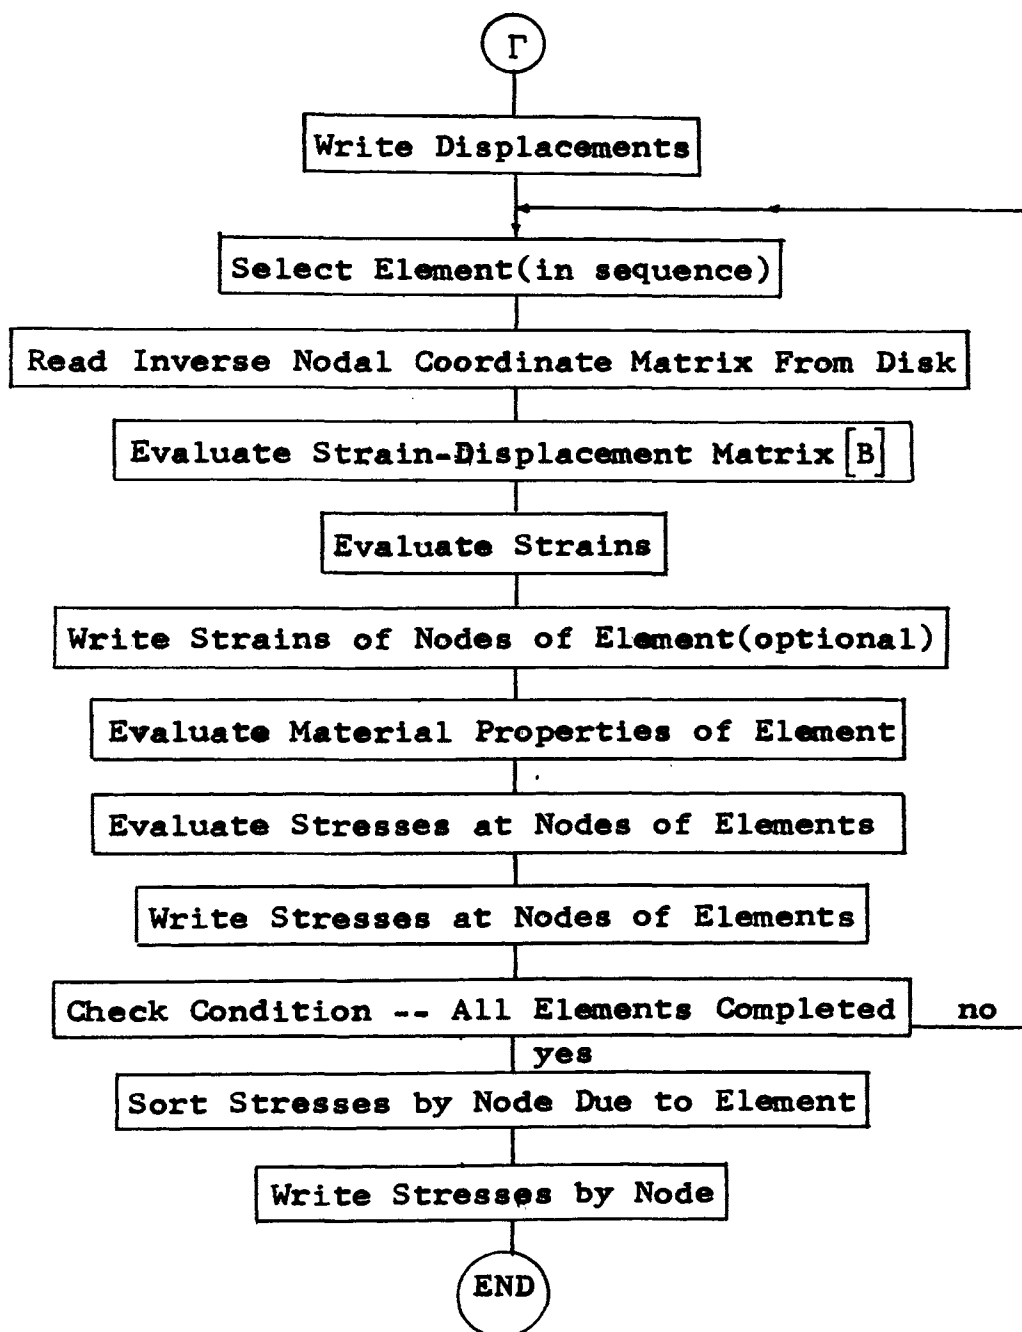 Γ
Write Displacements
Select Element(in sequence)
Read Inverse Nodal Coordinate Matrix From Disk
Evaluate Strain-Displacement Matrix [B]
Evaluate Strains
Write Strains of Nodes of Element(optional)
Evaluate Material Properties of Element
Evaluate Stresses at Nodes of Elements
Write Stresses at Nodes of Elements
Check Condition -- All Elements Completed no
yes
Sort Stresses by Node Due to Element
Write Stresses by Node
END